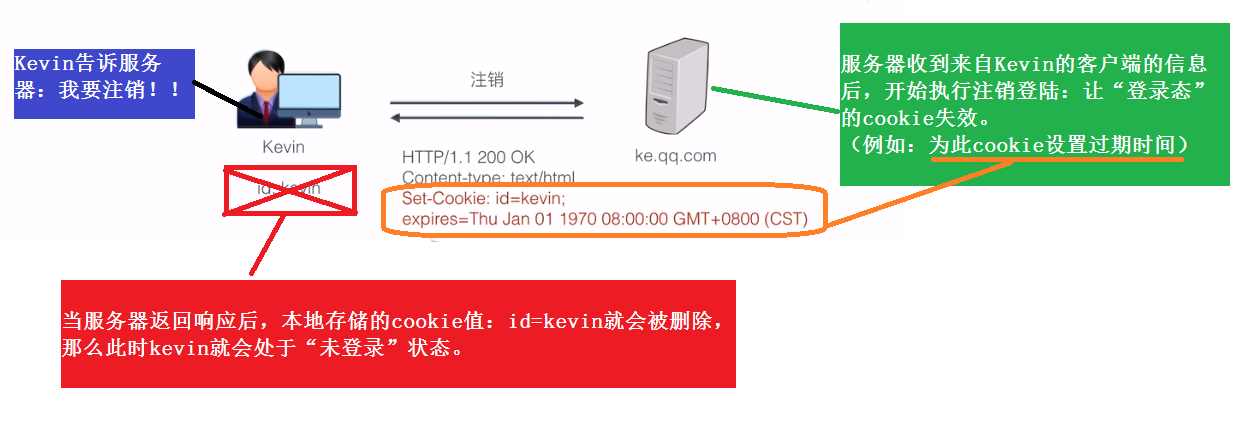 Kevin告诉服务
器：我要注销！！
注销
Kevin
ke.qq.com
id: kevin
HTTP/1.1 200 OK
Content-type: text/html
Set-Cookie: id=kevin;
expires=Thu Jan 01 1970 08:00:00 GMT+0800 (CST)
服务器收到来自Kevin的客户端的信息
后，开始执行注销登陆：让“登录态”
的cookie失效。
（例如：为此cookie设置过期时间）
当服务器返回响应后，本地存储的cookie值：id=kevin就会被删除，
那么此时kevin就会处于“未登录”状态。